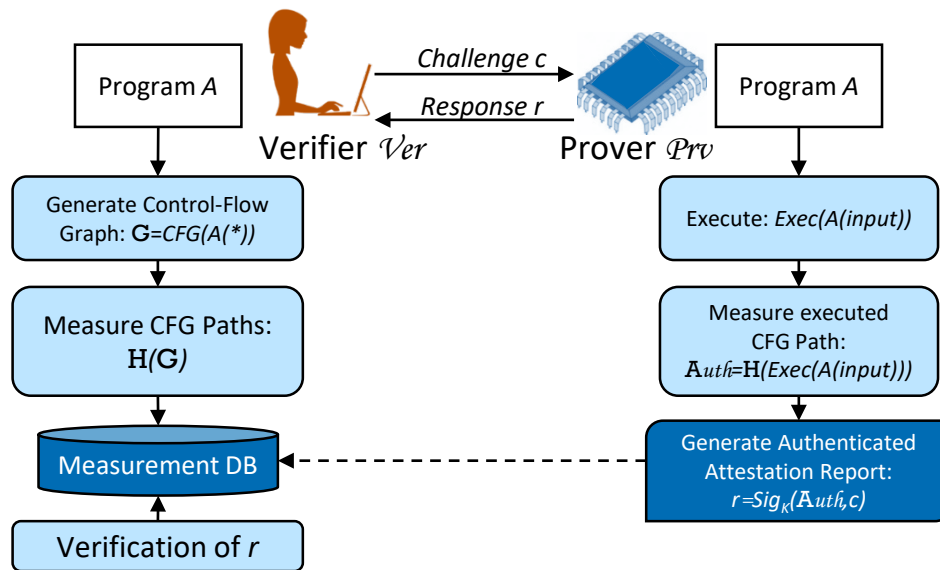 Program A
Challenge c
Response r
Verifier 𝒱er
Prover 𝒫rv
Program A
Generate Control-Flow
Graph: G=CFG(A(*))
Measure CFG Paths:
H(G)
Measurement DB
Verification of r
Execute: Exec(A(input))
Measure executed
CFG Path:
Auth=H(Exec(A(input)))
Generate Authenticated
Attestation Report:
r=Sig_K(Auth,c)